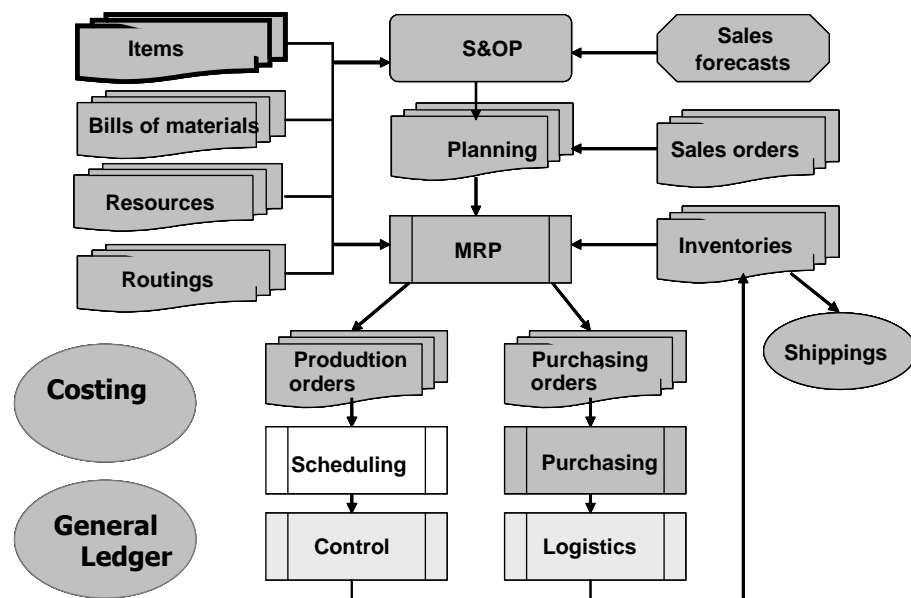 Items
S&OP
Sales
forecasts
Bills of materials
Planning
Sales orders
Resources
Routings
MRP
Inventories
Produdtion
orders
Purchasing
orders
Shippings
Costing
Scheduling
Purchasing
General
Ledger
Control
Logistics